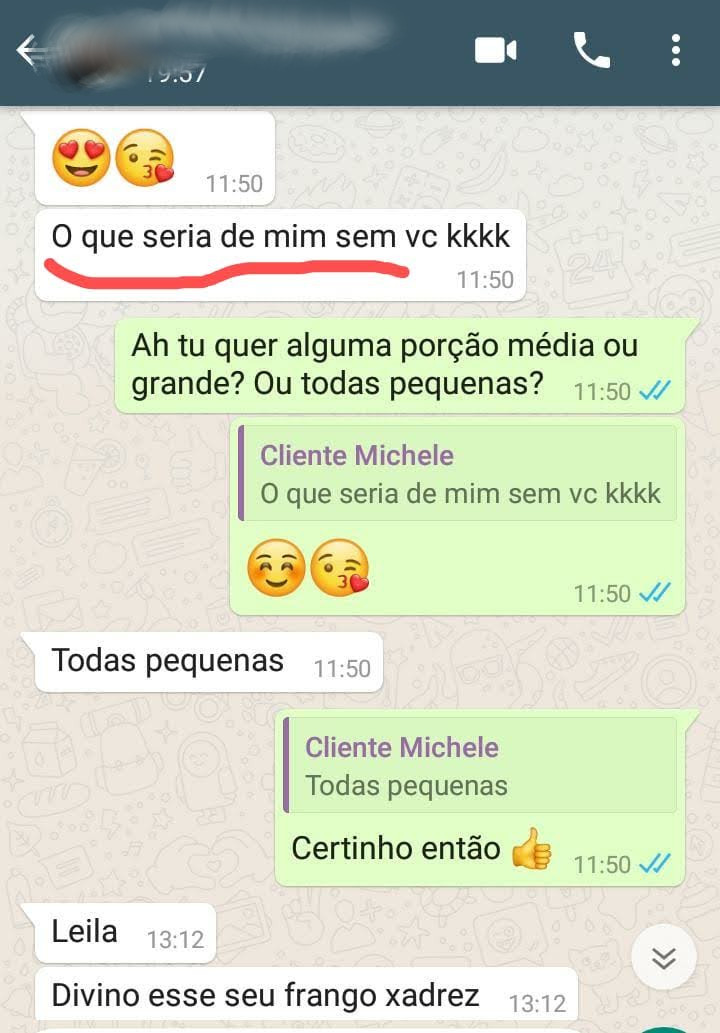 19:57
😍😘 11:50
O que seria de mim sem vc kkkk
11:50
Ah tu quer alguma porção média ou
grande? Ou todas pequenas? 11:50
Cliente Michele
O que seria de mim sem vc kkkk
☺️😘 11:50
Todas pequenas 11:50
Cliente Michele
Todas pequenas
Certinho então 👍 11:50
Leila 13:12
Divino esse seu frango xadrez 13:12